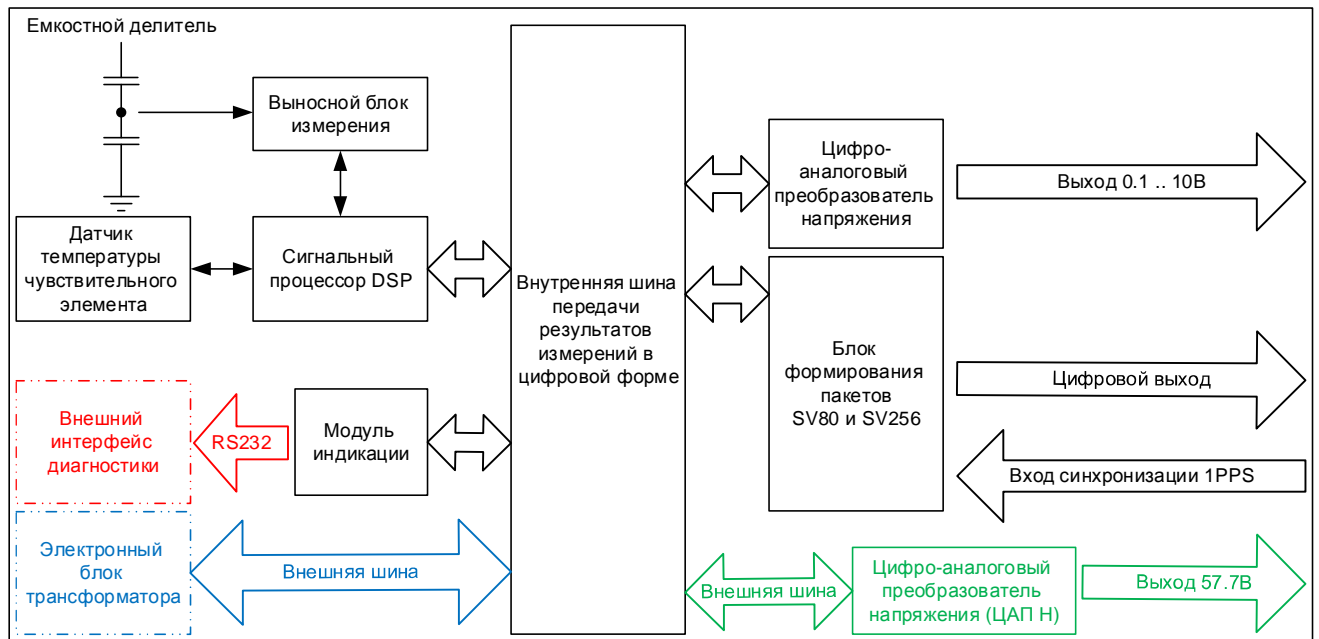 Емкостной делитель
Выносной блок
измерения
Датчик
температуры
чувствительного
элемента
Сигнальный
процессор DSP
Внешний
интерфейс
диагностики
RS232
Модуль
индикации
Электронный
блок
трансформатора
Внешняя шина
Внутренняя шина
передачи
результатов
измерений в
цифровой форме
Цифро-
аналоговый
преобразователь
напряжения
Выход 0.1 .. 10В
Блок
формирования
пакетов
SV80 и SV256
Цифровой выход
Вход синхронизации 1PPS
Внешняя шина
Цифро-аналоговый
преобразователь
напряжения (ЦАП Н)
Выход 57.7В